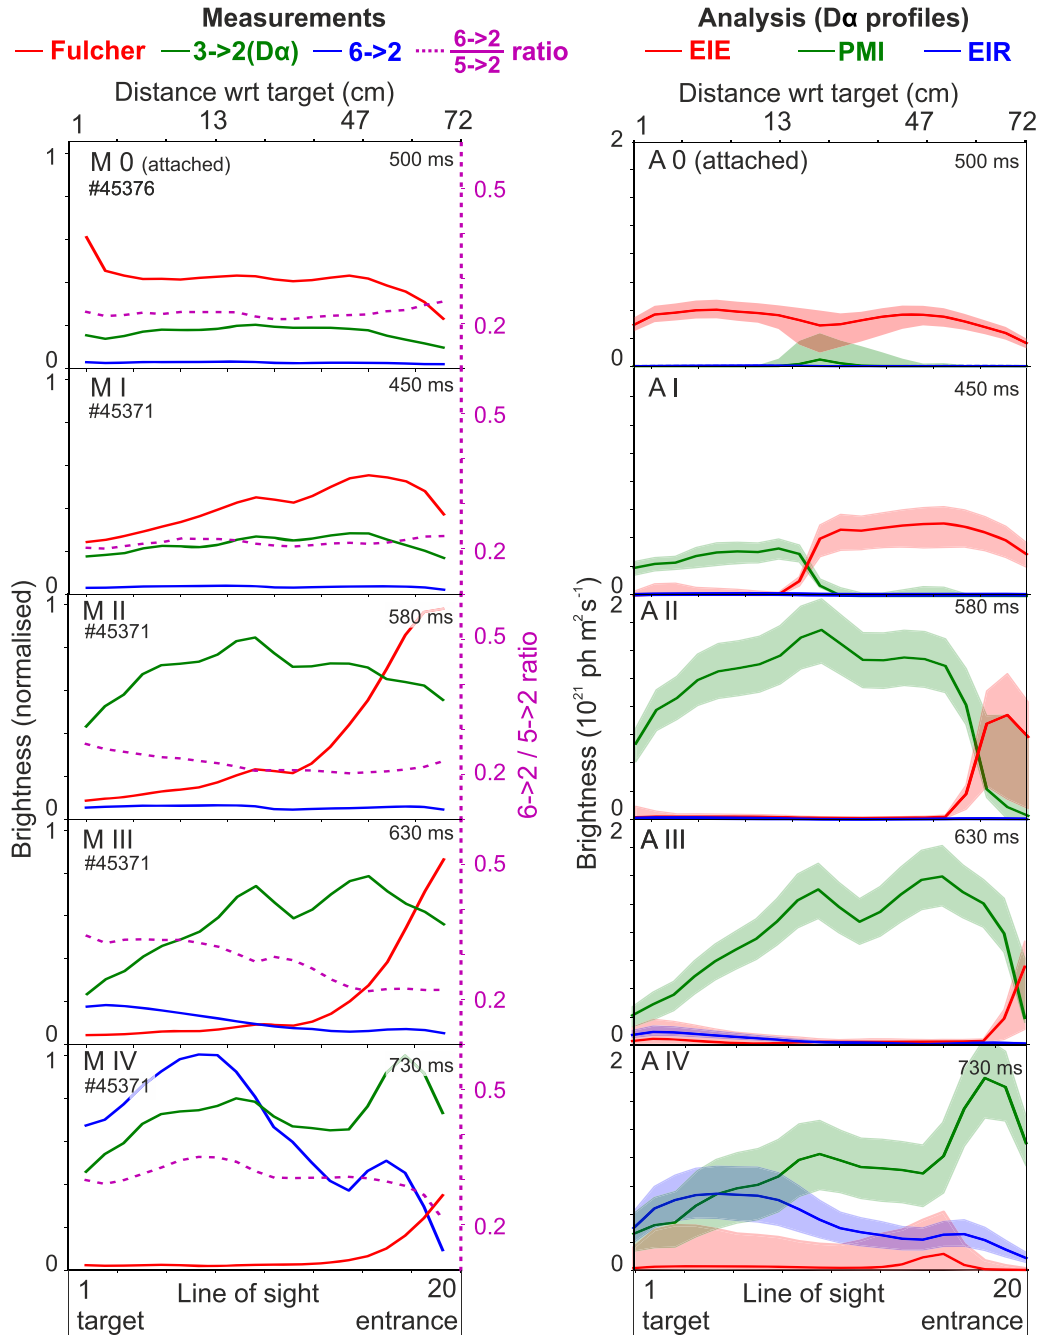 Measurements
Fulcher 3->2(Dα) 6->2 6->2/5->2 ratio
Distance wrt target (cm)
1 13 47 72
1
M 0 (attached)
500 ms
#45376
0.5
0.2
0
1
M I
450 ms
#45371
0.5
0.2
0
1
M II
580 ms
#45371
0.5
0.2
0
1
M III
630 ms
#45371
0.5
0.2
0
1
M IV
730 ms
#45371
0.5
0.2
0
Brightness (normalised)
6->2 / 5->2 ratio
1 Line of sight 20
target entrance
Analysis (Dα profiles)
EIE PMI EIR
Distance wrt target (cm)
1 13 47 72
2
A 0 (attached)
500 ms
0
A I
450 ms
0
2
A II
580 ms
0
2
A III
630 ms
0
2
A IV
730 ms
0
Brightness (10²¹ ph m²s⁻¹)
1 Line of sight 20
target entrance